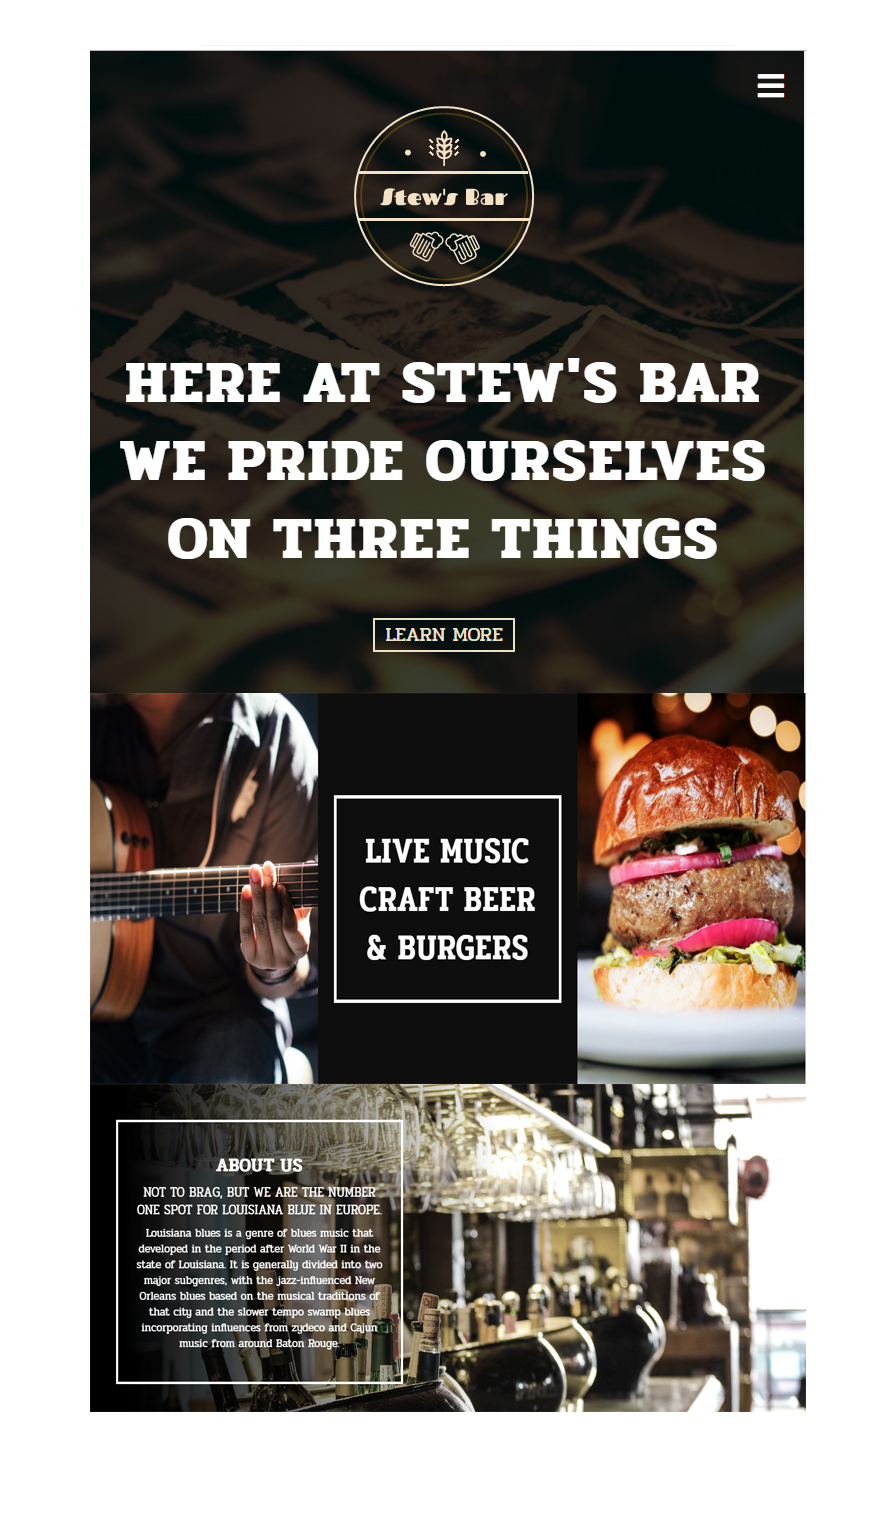 Stew's Bar
HERE AT STEW'S BAR
WE PRIDE OURSELVES
ON THREE THINGS
LEARN MORE
LIVE MUSIC
CRAFT BEER
& BURGERS
ABOUT US
NOT TO BRAG, BUT WE ARE THE NUMBER
ONE SPOT FOR LOUISIANA BLUE IN EUROPE.
Louisiana blues is a genre of blues music that
developed in the period after World War II in the
state of Louisiana. It is generally divided into two
major subgenres, with the jazz-influenced New
Orleans blues based on the musical traditions of
that city and the slower tempo swamp blues
incorporating influences from zydeco and Cajun
music from around Baton Rouge.